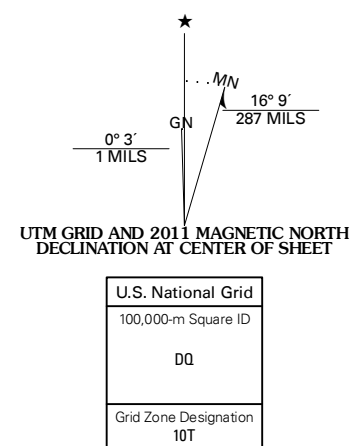 MN
16° 9´
287 MILS
GN
0° 3´
1 MILS
UTM GRID AND 2011 MAGNETIC NORTH
DECLINATION AT CENTER OF SHEET
U.S. National Grid
100,000-m Square ID
DQ
Grid Zone Designation
10T